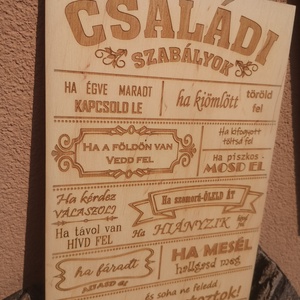 CSALÁDI
SZABÁLYOK
HA ÉGVE MARADT
KAPCSOLD LE
ha kiömlött
töröld
fel
HA A FÖLDÖN VAN
VEDD FEL
Ha kifogyott
töltsd fel
Ha piszkos
MOSD EL
Ha kérdez
VÁLASZOLJ
Ha szomorú-ÖLELD ÁT
Ha távol van
HÍVD FEL
Ha HIÁNYZIK
ha fáradt
HA MESÉL
hallgasd meg
és soha ne feledd